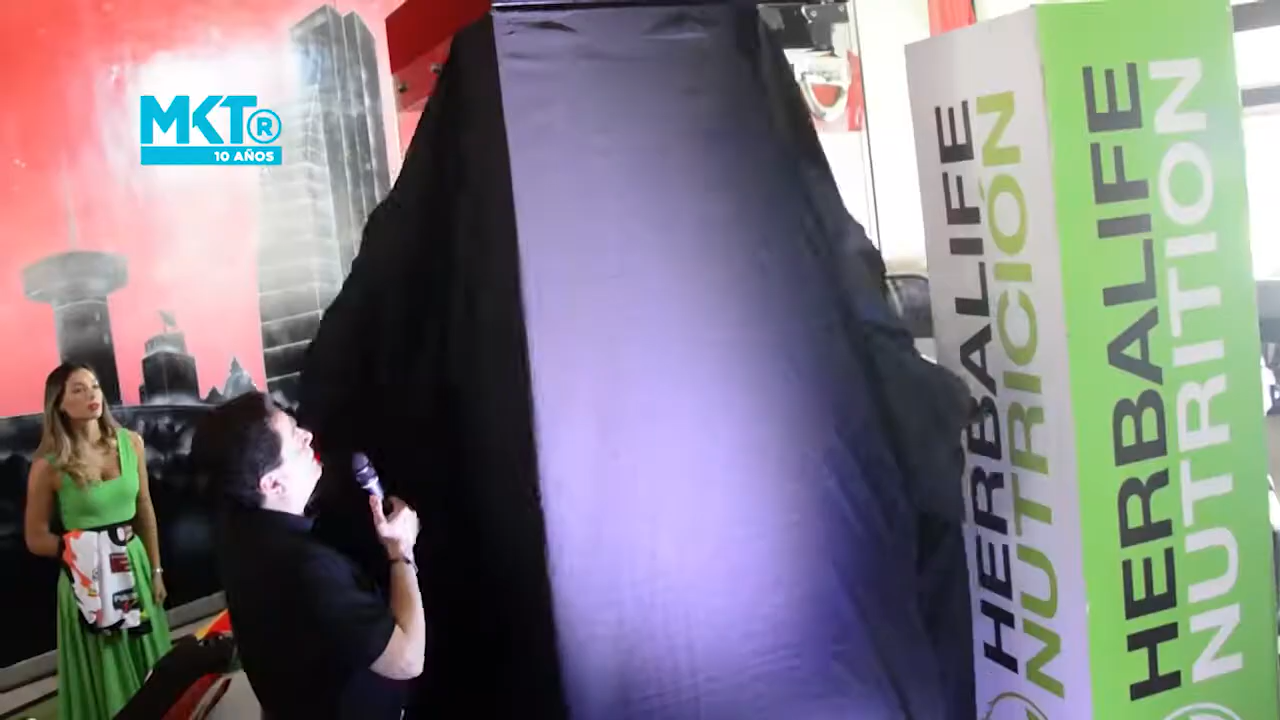 MKT®
10 AÑOS
HERBALIFE
NUTRICIÓN
HERBALIFE
NUTRITION